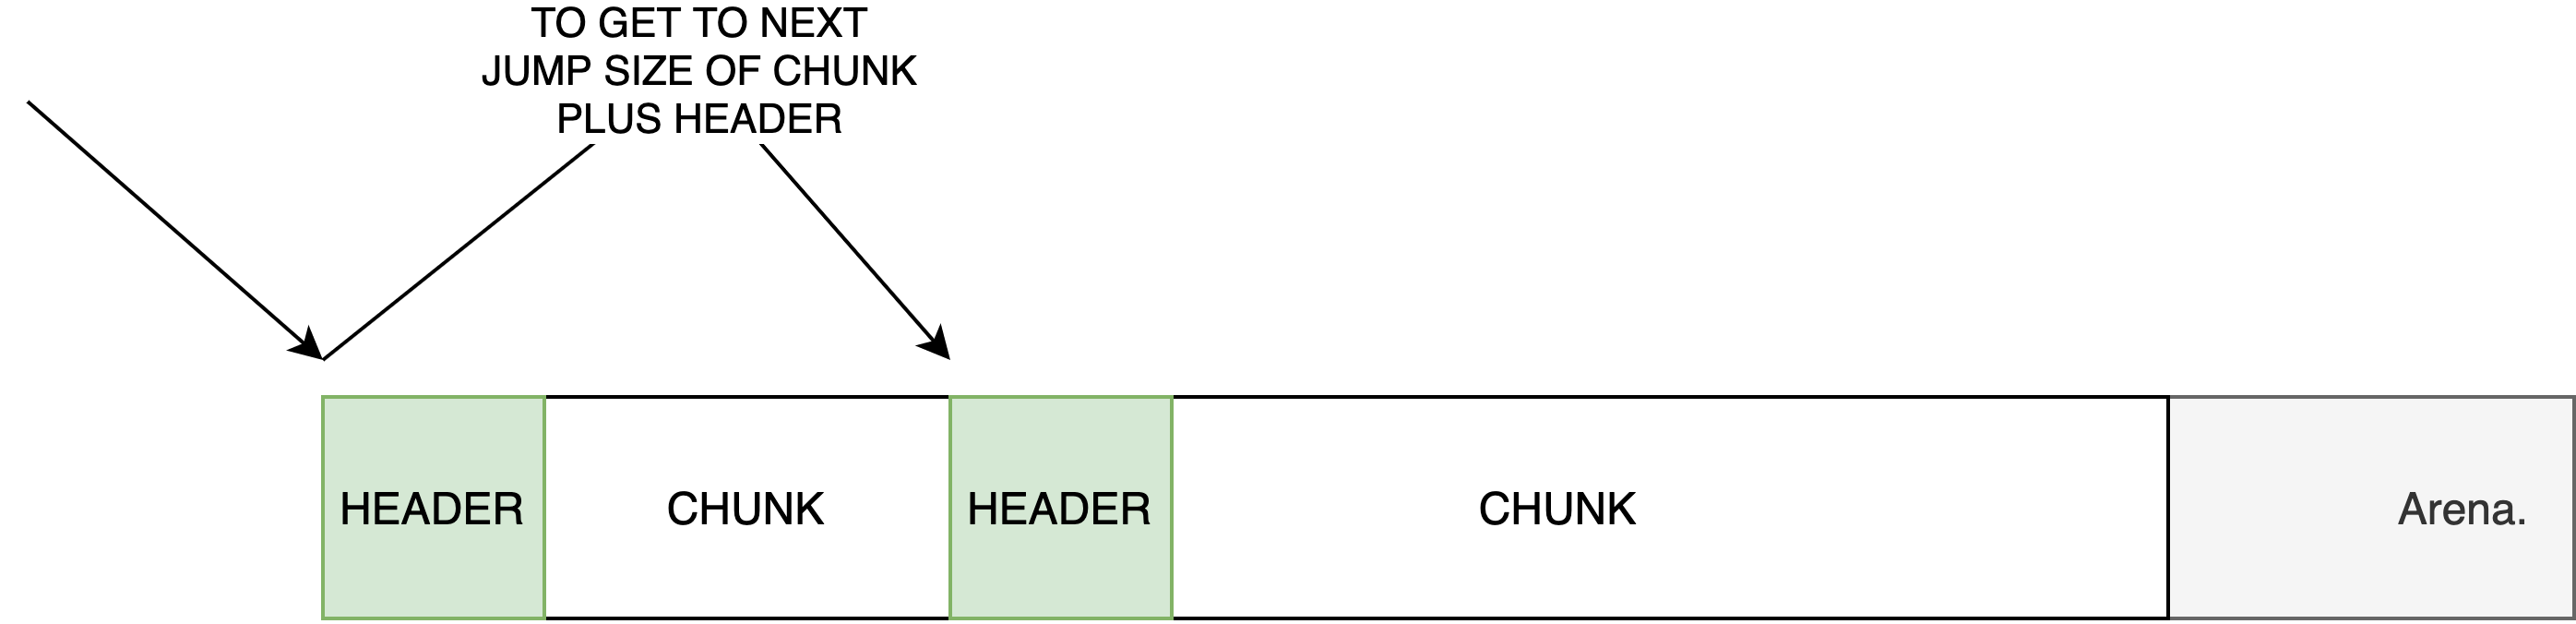 TO GET TO NEXT
JUMP SIZE OF CHUNK
PLUS HEADER
HEADER
CHUNK
HEADER
CHUNK
Arena.